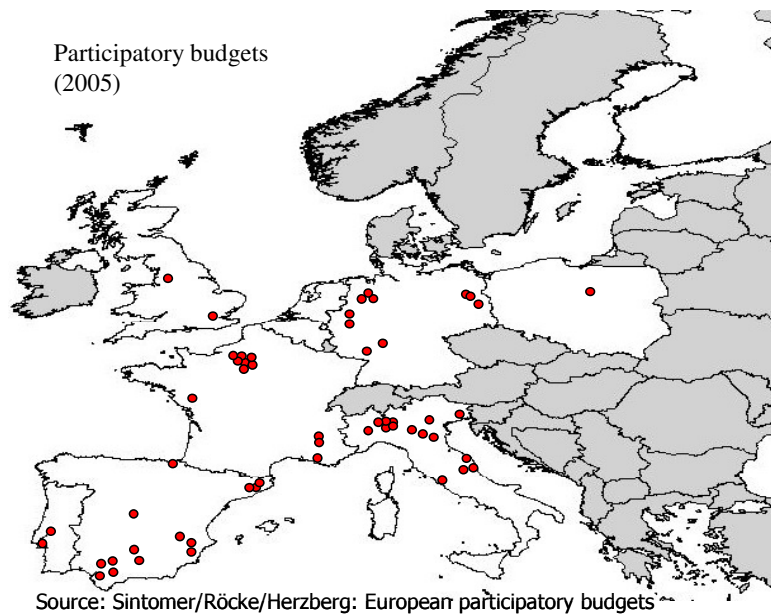 Participatory budgets
(2005)
Source: Sintomer/Röcke/Herzberg: European participatory budgets